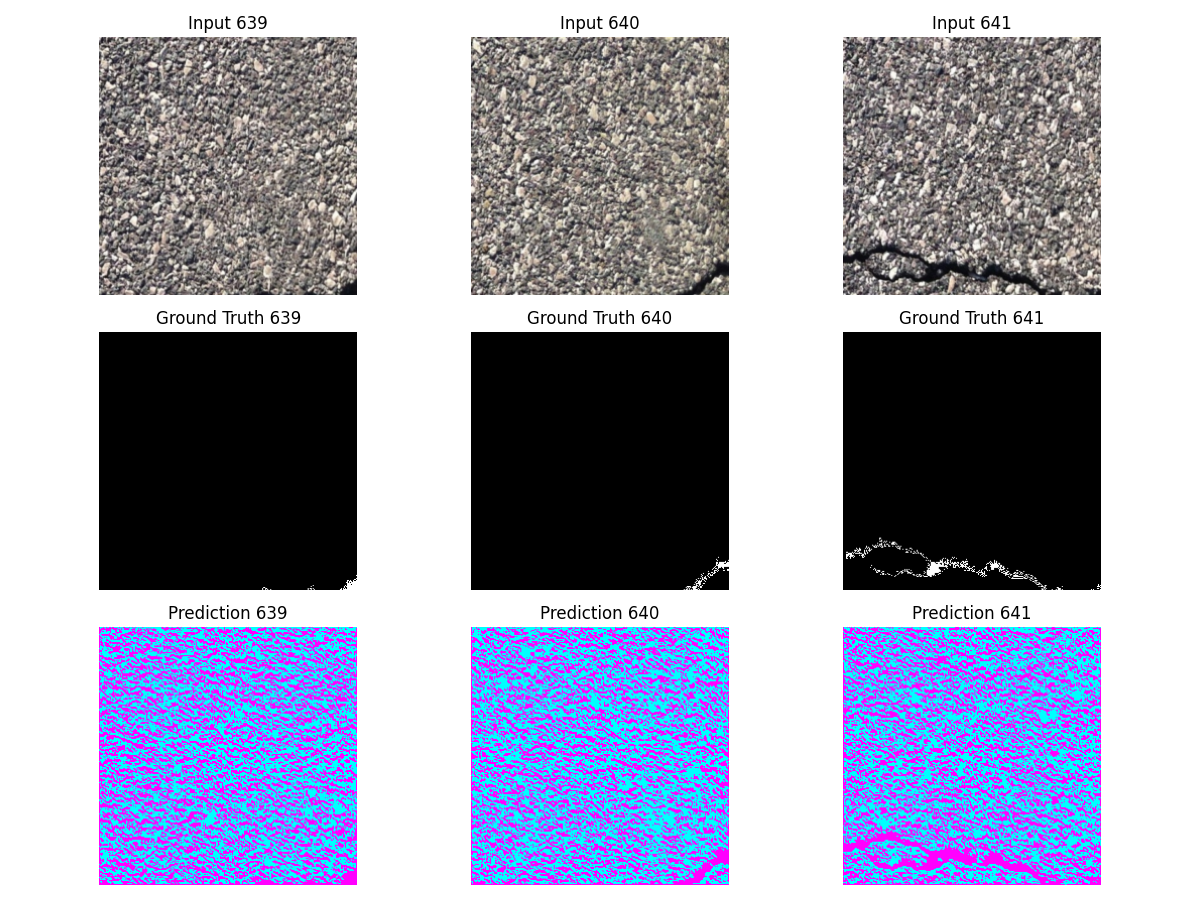 Input 639
Input 640
Input 641
Ground Truth 639
Ground Truth 640
Ground Truth 641
Prediction 639
Prediction 640
Prediction 641